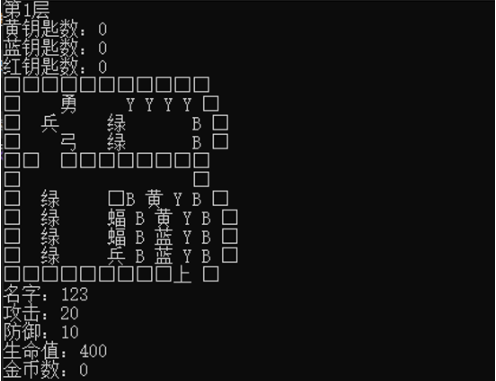 第1层
黄钥匙数：0
蓝钥匙数：0
红钥匙数：0
□□□□□□□□□□□
□ 勇 Y Y Y Y □
□ 兵 绿 B □
□ 弓 绿 B □
□□ □□□□□□□□
□ □
□ 绿 □B 黄 Y B □
□ 绿 蝠 B 黄 Y B □
□ 绿 蝠 B 蓝 Y B □
□ 绿 兵 B 蓝 Y B □
□□□□□□□□□上 □
名字：123
攻击：20
防御：10
生命值：400
金币数：0